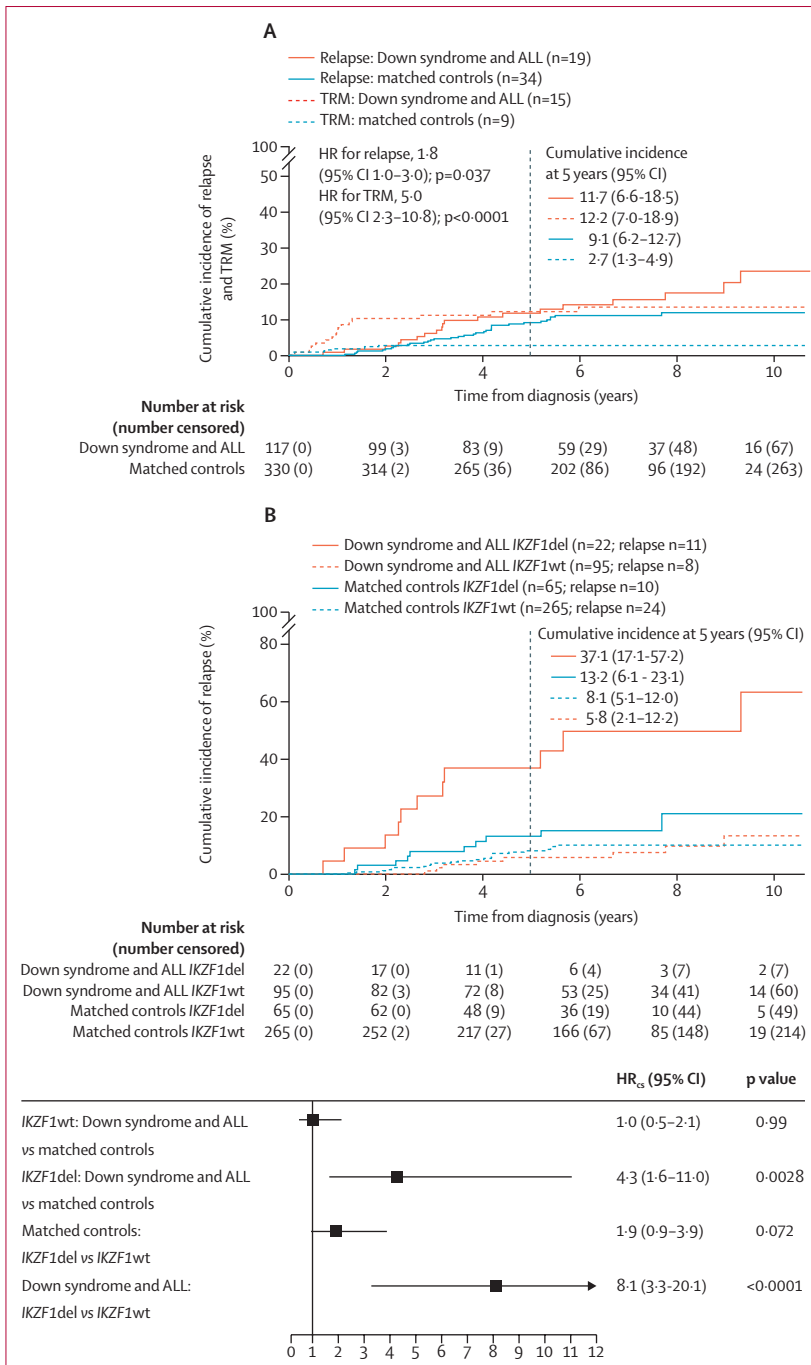 A
Relapse: Down syndrome and ALL (n=19)
Relapse: matched controls (n=34)
TRM: Down syndrome and ALL (n=15)
TRM: matched controls (n=9)
Cumulative incidence of relapse
and TRM (%)
100
50
40
30
20
10
0
HR for relapse, 1·8
(95% CI 1·0–3·0); p=0·037
HR for TRM, 5·0
(95% CI 2·3–10·8); p<0·0001
Cumulative incidence
at 5 years (95% CI)
11·7 (6·6-18·5)
12·2 (7·0-18·9)
9·1 (6·2–12·7)
2·7 (1·3–4·9)
0 2 4 6 8 10
Time from diagnosis (years)
Number at risk
(number censored)
Down syndrome and ALL 117 (0) 99 (3) 83 (9) 59 (29) 37 (48) 16 (67)
Matched controls 330 (0) 314 (2) 265 (36) 202 (86) 96 (192) 24 (263)
B
Down syndrome and ALL IKZF1del (n=22; relapse n=11)
Down syndrome and ALL IKZF1wt (n=95; relapse n=8)
Matched controls IKZF1del (n=65; relapse n=10)
Matched controls IKZF1wt (n=265; relapse n=24)
Cumulative iincidence of relapse (%)
100
80
60
40
20
0
Cumulative incidence at 5 years (95% CI)
37·1 (17·1-57·2)
13·2 (6·1 - 23·1)
8·1 (5·1–12·0)
5·8 (2·1–12·2)
0 2 4 6 8 10
Time from diagnosis (years)
Number at risk
(number censored)
Down syndrome and ALL IKZF1del 22 (0) 17 (0) 11 (1) 6 (4) 3 (7) 2 (7)
Down syndrome and ALL IKZF1wt 95 (0) 82 (3) 72 (8) 53 (25) 34 (41) 14 (60)
Matched controls IKZF1del 65 (0) 62 (0) 48 (9) 36 (19) 10 (44) 5 (49)
Matched controls IKZF1wt 265 (0) 252 (2) 217 (27) 166 (67) 85 (148) 19 (214)
HRcs (95% CI) p value
IKZF1wt: Down syndrome and ALL 1·0 (0·5–2·1) 0·99
vs matched controls
IKZF1del: Down syndrome and ALL 4·3 (1·6–11·0) 0·0028
vs matched controls
Matched controls: 1·9 (0·9–3·9) 0·072
IKZF1del vs IKZF1wt
Down syndrome and ALL: 8·1 (3·3-20·1) <0·0001
IKZF1del vs IKZF1wt
0 1 2 3 4 5 6 7 8 9 10 11 12